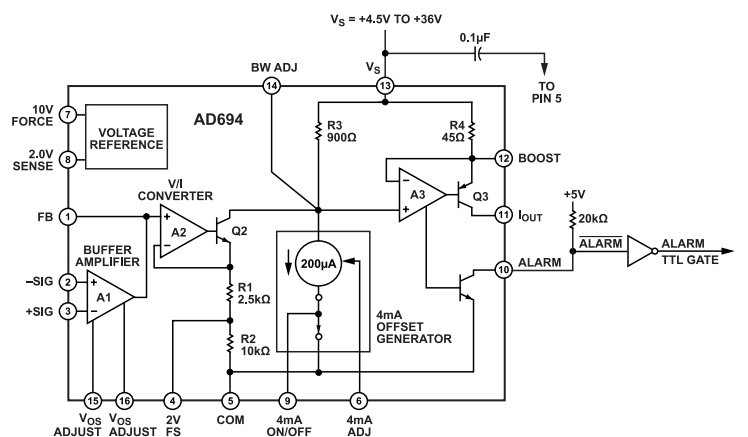 V_S = +4.5V TO +36V
0.1µF
TO
PIN 5
BW ADJ
14
V_S
13
AD694
10V
FORCE
7
VOLTAGE
REFERENCE
2.0V
SENSE
8
R3
900Ω
R4
45Ω
12
BOOST
V/I
CONVERTER
FB
1
+
A2
–
Q2
A3
–
+
Q3
11
I_OUT
+5V
20kΩ
BUFFER
AMPLIFIER
–SIG
2
+
A1
–
+SIG
3
200µA
4mA
OFFSET
GENERATOR
10
ALARM
ALARM
ALARM
TTL GATE
R1
2.5kΩ
R2
10kΩ
15
16
4
5
9
6
V_OS
ADJUST
V_OS
ADJUST
2V
FS
COM
4mA
ON/OFF
4mA
ADJ